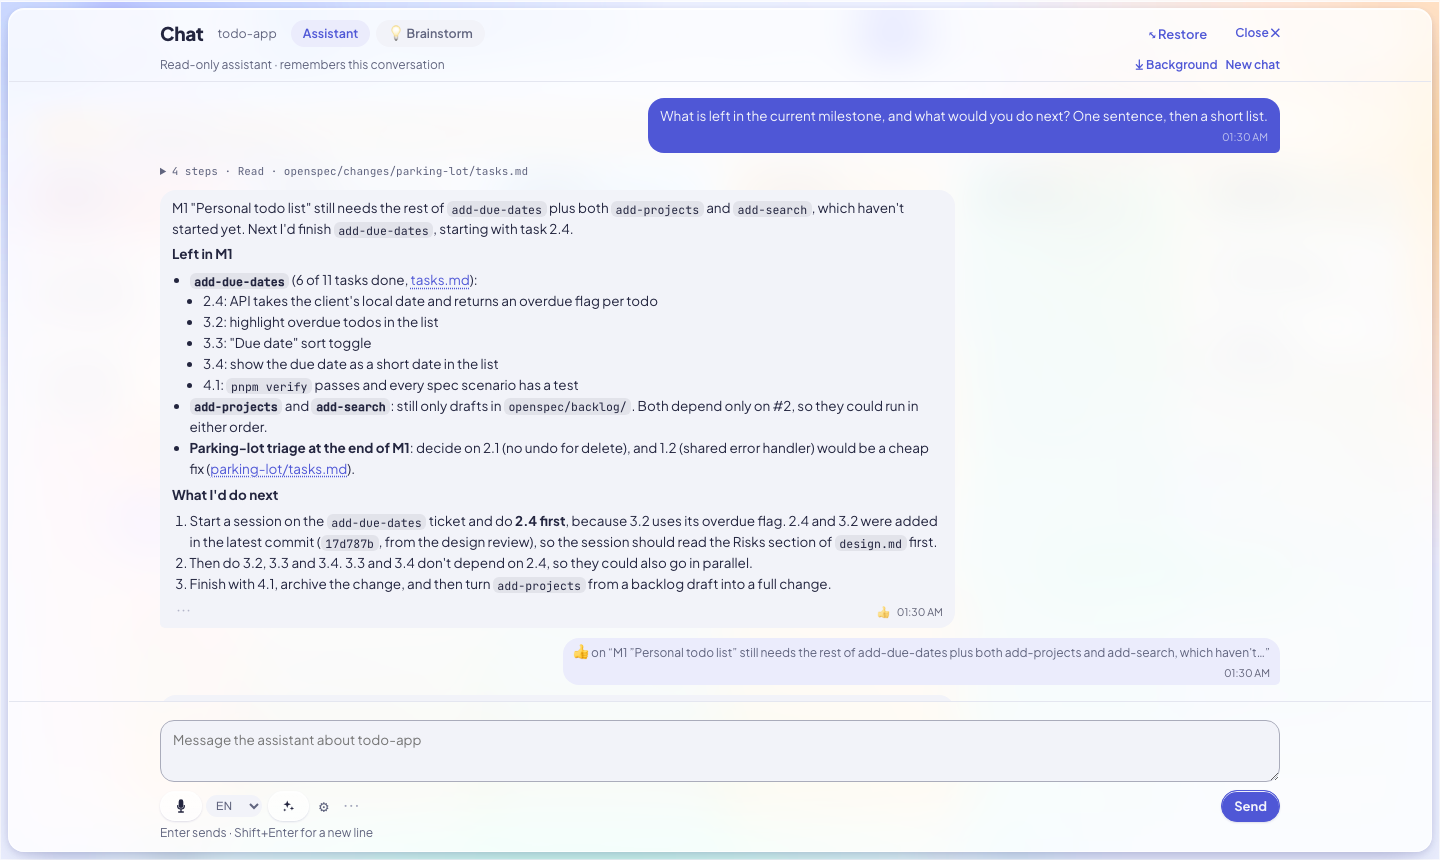 Chat todo-app Assistant 💡 Brainstorm
Restore Close
Read-only assistant · remembers this conversation
Background New chat
What is left in the current milestone, and what would you do next? One sentence, then a short list.
01:30 AM
▶ 4 steps · Read · openspec/changes/parking-lot/tasks.md
M1 "Personal todo list" still needs the rest of add-due-dates plus both add-projects and add-search, which haven't
started yet. Next I'd finish add-due-dates, starting with task 2.4.
Left in M1
• add-due-dates (6 of 11 tasks done, tasks.md):
• 2.4: API takes the client's local date and returns an overdue flag per todo
• 3.2: highlight overdue todos in the list
• 3.3: "Due date" sort toggle
• 3.4: show the due date as a short date in the list
• 4.1: pnpm verify passes and every spec scenario has a test
• add-projects and add-search: still only drafts in openspec/backlog/. Both depend only on #2, so they could run in
either order.
• Parking-lot triage at the end of M1: decide on 2.1 (no undo for delete), and 1.2 (shared error handler) would be a cheap
fix (parking-lot/tasks.md).
What I'd do next
1. Start a session on the add-due-dates ticket and do 2.4 first, because 3.2 uses its overdue flag. 2.4 and 3.2 were added
in the latest commit (17d787b, from the design review), so the session should read the Risks section of design.md first.
2. Then do 3.2, 3.3 and 3.4. 3.3 and 3.4 don't depend on 2.4, so they could also go in parallel.
3. Finish with 4.1, archive the change, and then turn add-projects from a backlog draft into a full change.
··· 👍 01:30 AM
👍 on “M1 "Personal todo list" still needs the rest of add-due-dates plus both add-projects and add-search, which haven't…”
01:30 AM
Message the assistant about todo-app
EN ··· Send
Enter sends · Shift+Enter for a new line